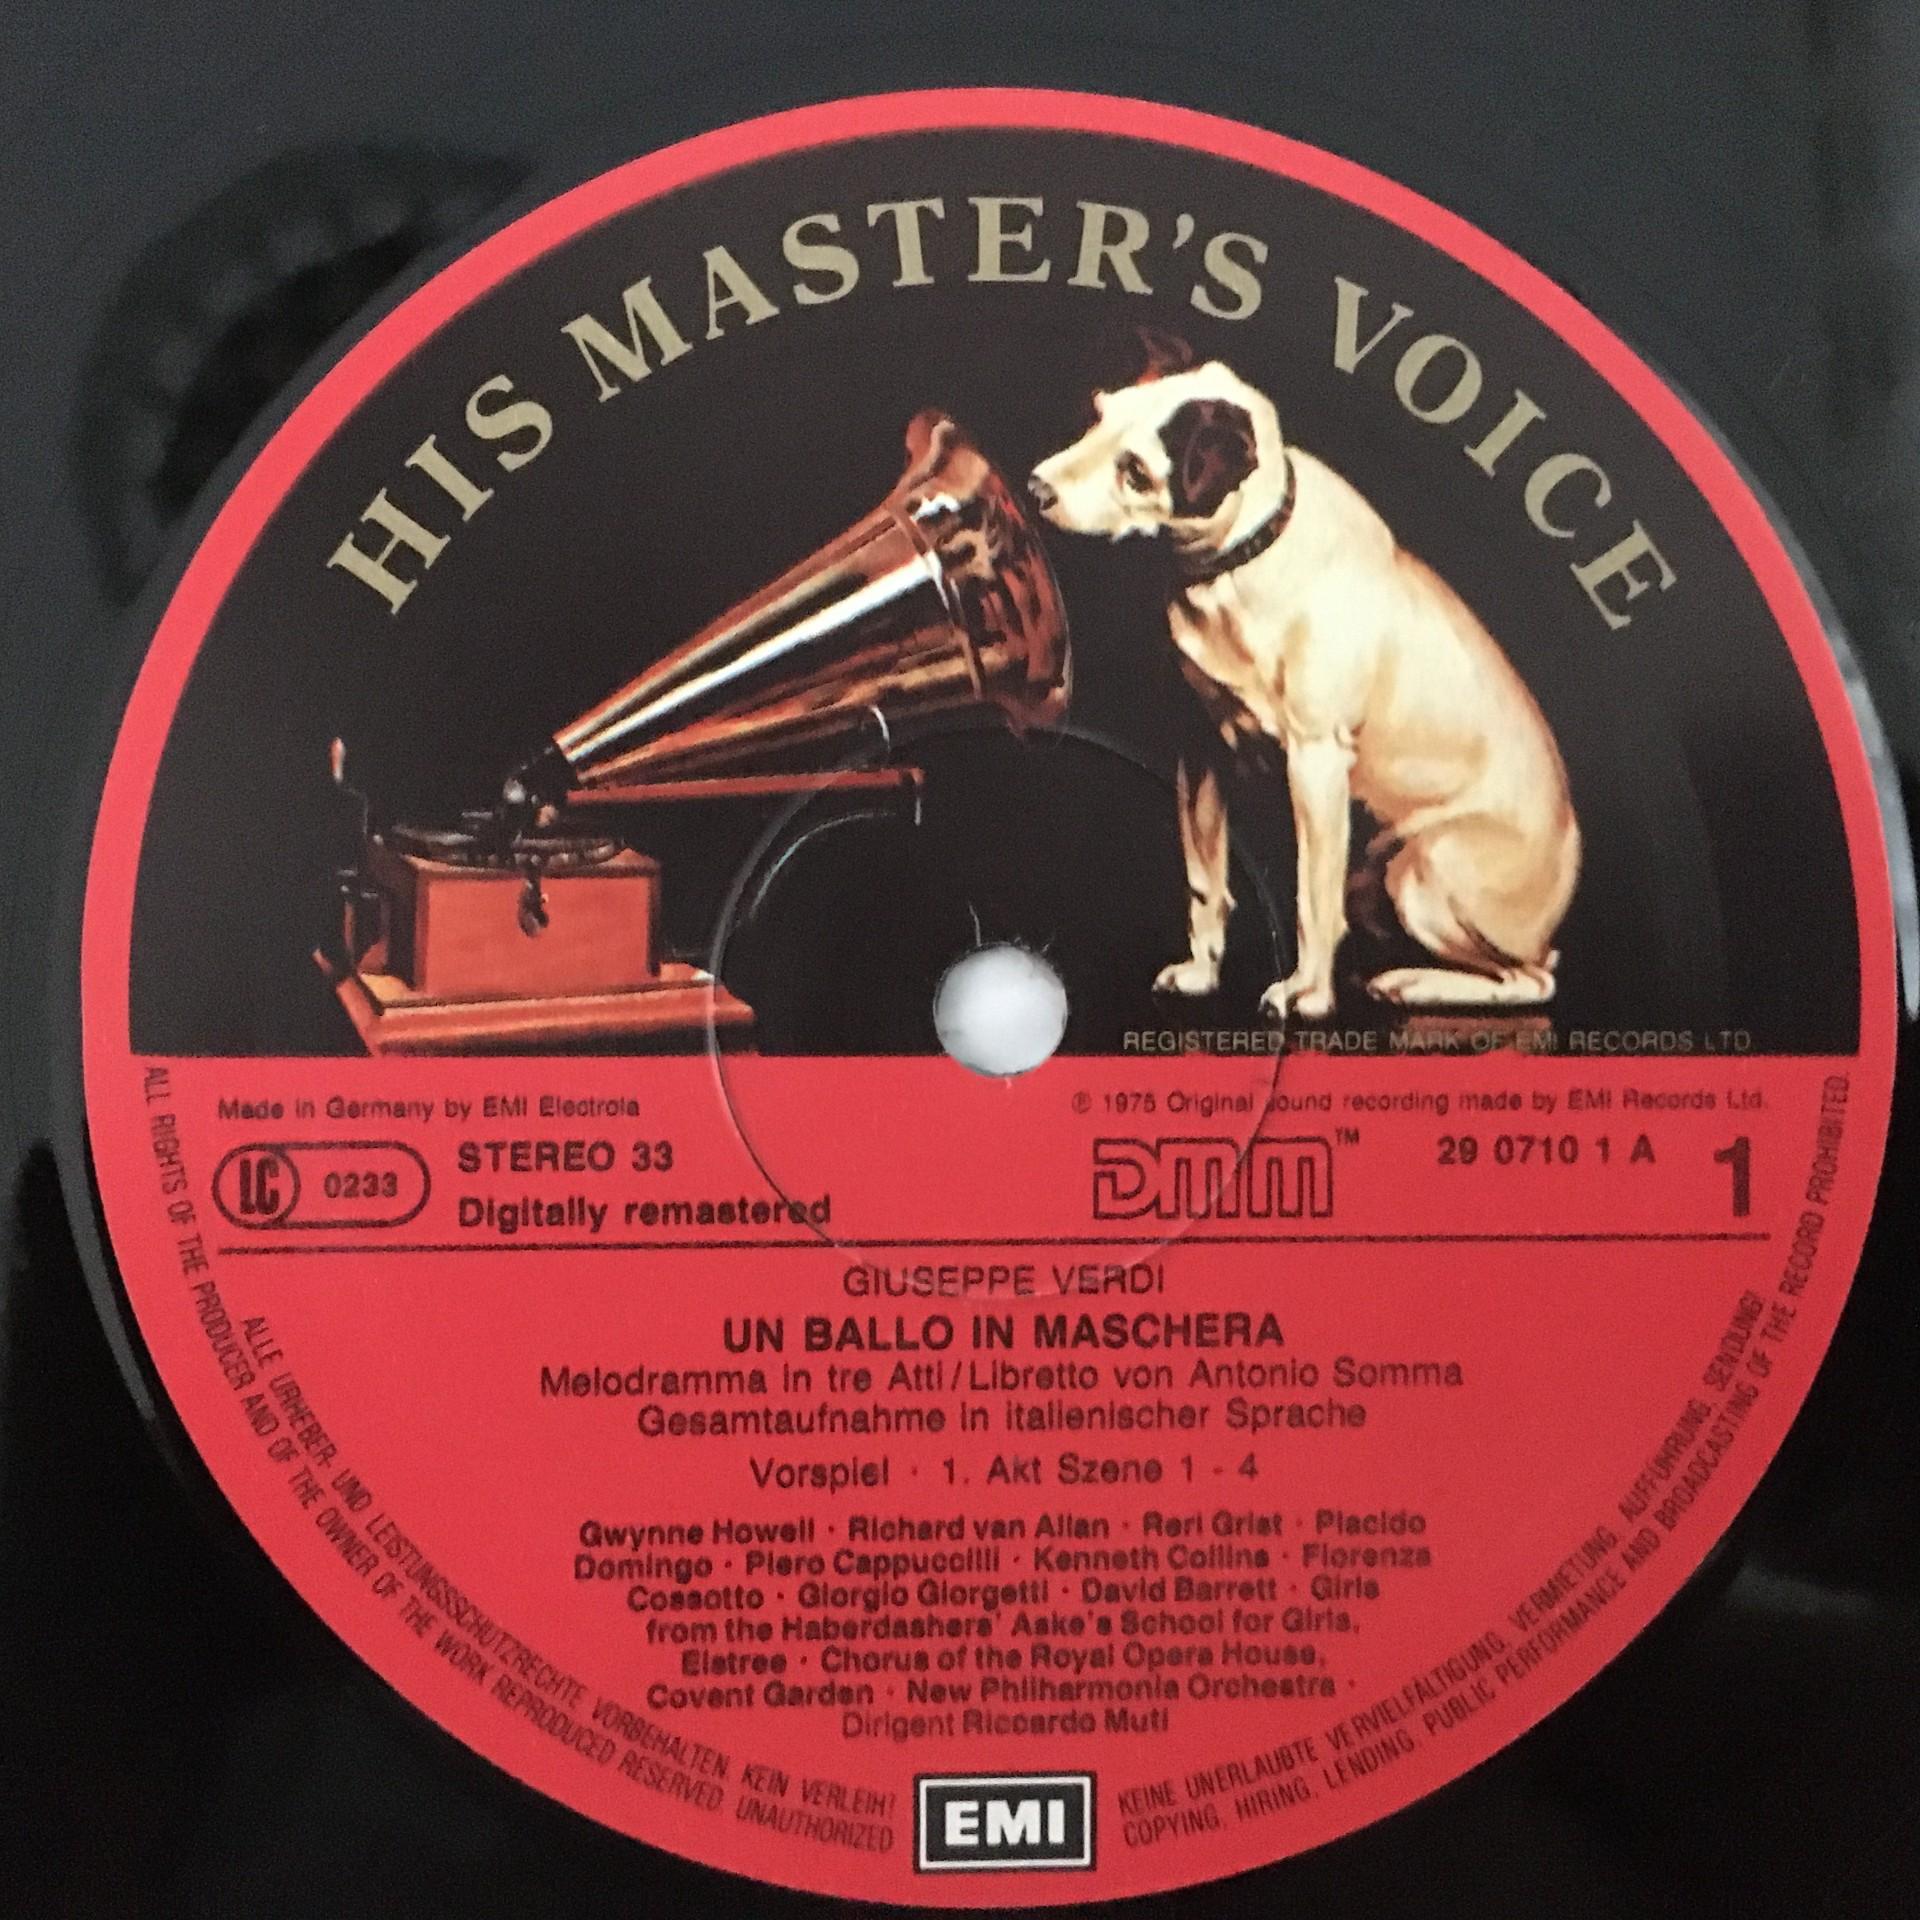 HIS MASTER'S VOICE
REGISTERED TRADE MARK OF EMI RECORDS LTD
Made in Germany by EMI Electrola
℗ 1975 Original sound recording made by EMI Records Ltd.
LC 0233
STEREO 33
Digitally remastered
DMM™
29 0710 1 A
1
GIUSEPPE VERDI
UN BALLO IN MASCHERA
Melodramma in tre Atti/Libretto von Antonio Somma
Gesamtaufnahme in italienischer Sprache
Vorspiel · 1. Akt Szene 1 - 4
Gwynne Howell · Richard van Allan · Reri Grist · Placido
Domingo · Piero Cappuccilli · Kenneth Collins · Fiorenza
Cossotto · Giorgio Giorgetti · David Barrett · Girls
from the Haberdashers' Aske's School for Girls,
Elstree · Chorus of the Royal Opera House,
Covent Garden · New Philharmonia Orchestra ·
Dirigent Riccardo Muti
EMI
ALLE URHEBER- UND LEISTUNGSSCHUTZRECHTE VORBEHALTEN. KEIN VERLEIH!
KEINE UNERLAUBTE VERVIELFÄLTIGUNG, VERMIETUNG, AUFFÜHRUNG, SENDUNG!
ALL RIGHTS OF THE PRODUCER AND OF THE OWNER OF THE WORK REPRODUCED RESERVED. UNAUTHORIZED
COPYING, HIRING, LENDING, PUBLIC PERFORMANCE AND BROADCASTING OF THE RECORD PROHIBITED.